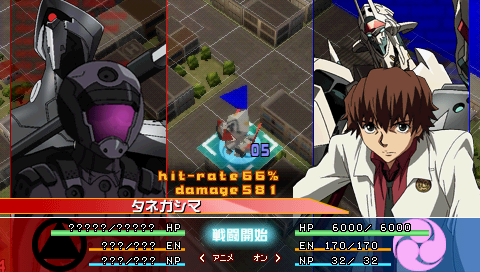 05
hit-rate66%
damage581
タネガシマ
?????/????? HP
???/??? EN
???/??? NP
戦闘開始
アニメ オン
HP 6000/ 6000
EN 170/170
NP 32/ 32